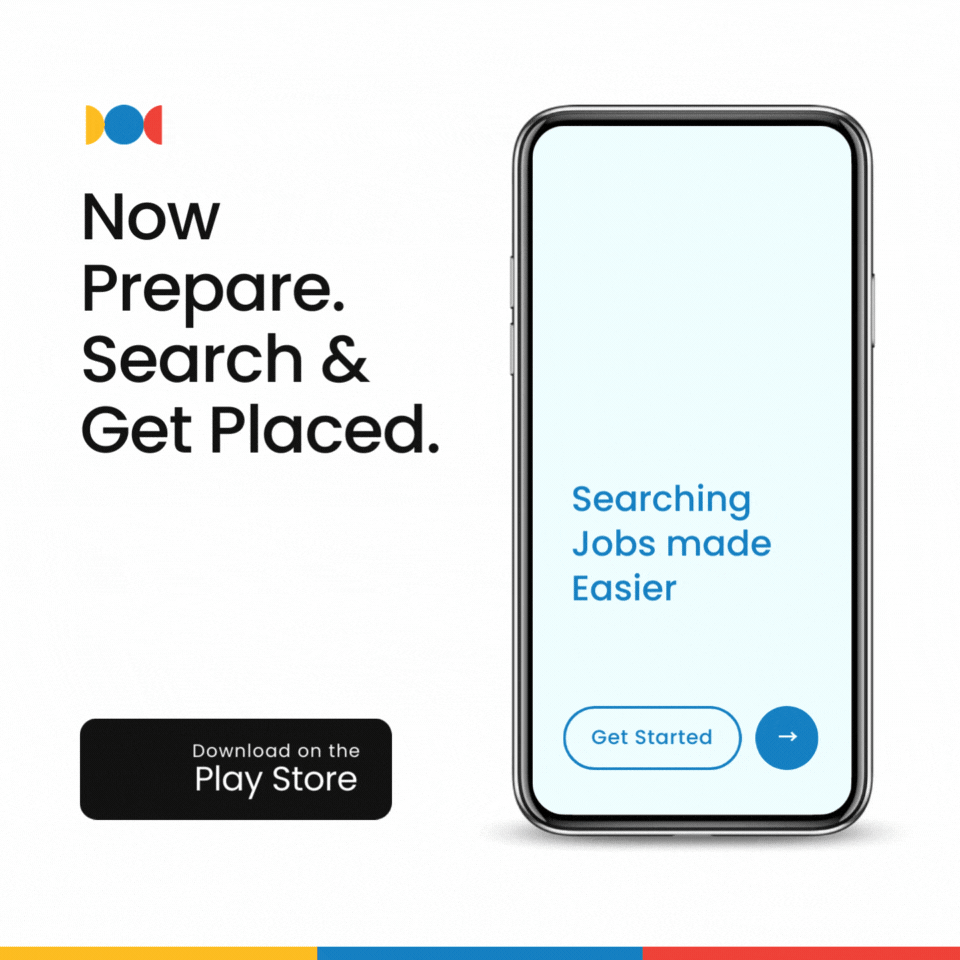 Now
Prepare.
Search &
Get Placed.
Download on the
Play Store
Searching
Jobs made
Easier
Get Started →